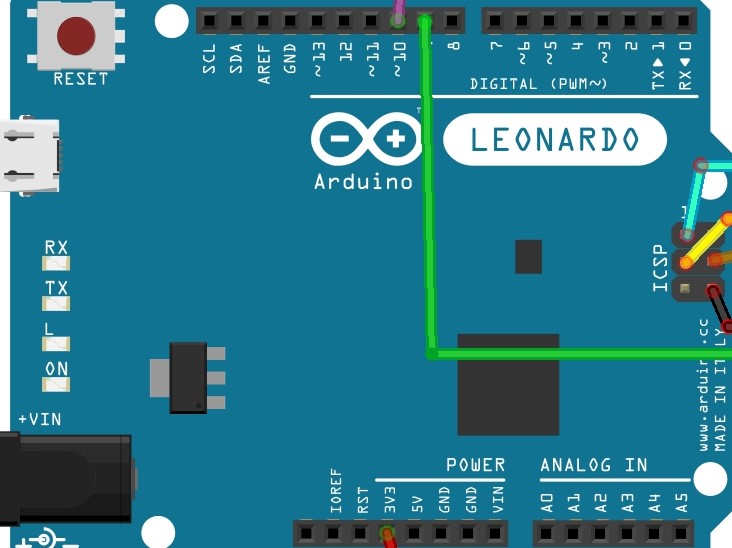 RESET
SCL
SDA
AREF
GND
~13
12
~11
~10
8
7
~6
~5
4
~3
2
TX▶ 1
RX◀ 0
DIGITAL (PWM~)
LEONARDO
Arduino
RX
TX
L
ON
+VIN
ICSP
www.arduino.cc
MADE IN ITALY
POWER
ANALOG IN
IOREF
RST
3V3
5V
GND
GND
VIN
A0
A1
A2
A3
A4
A5